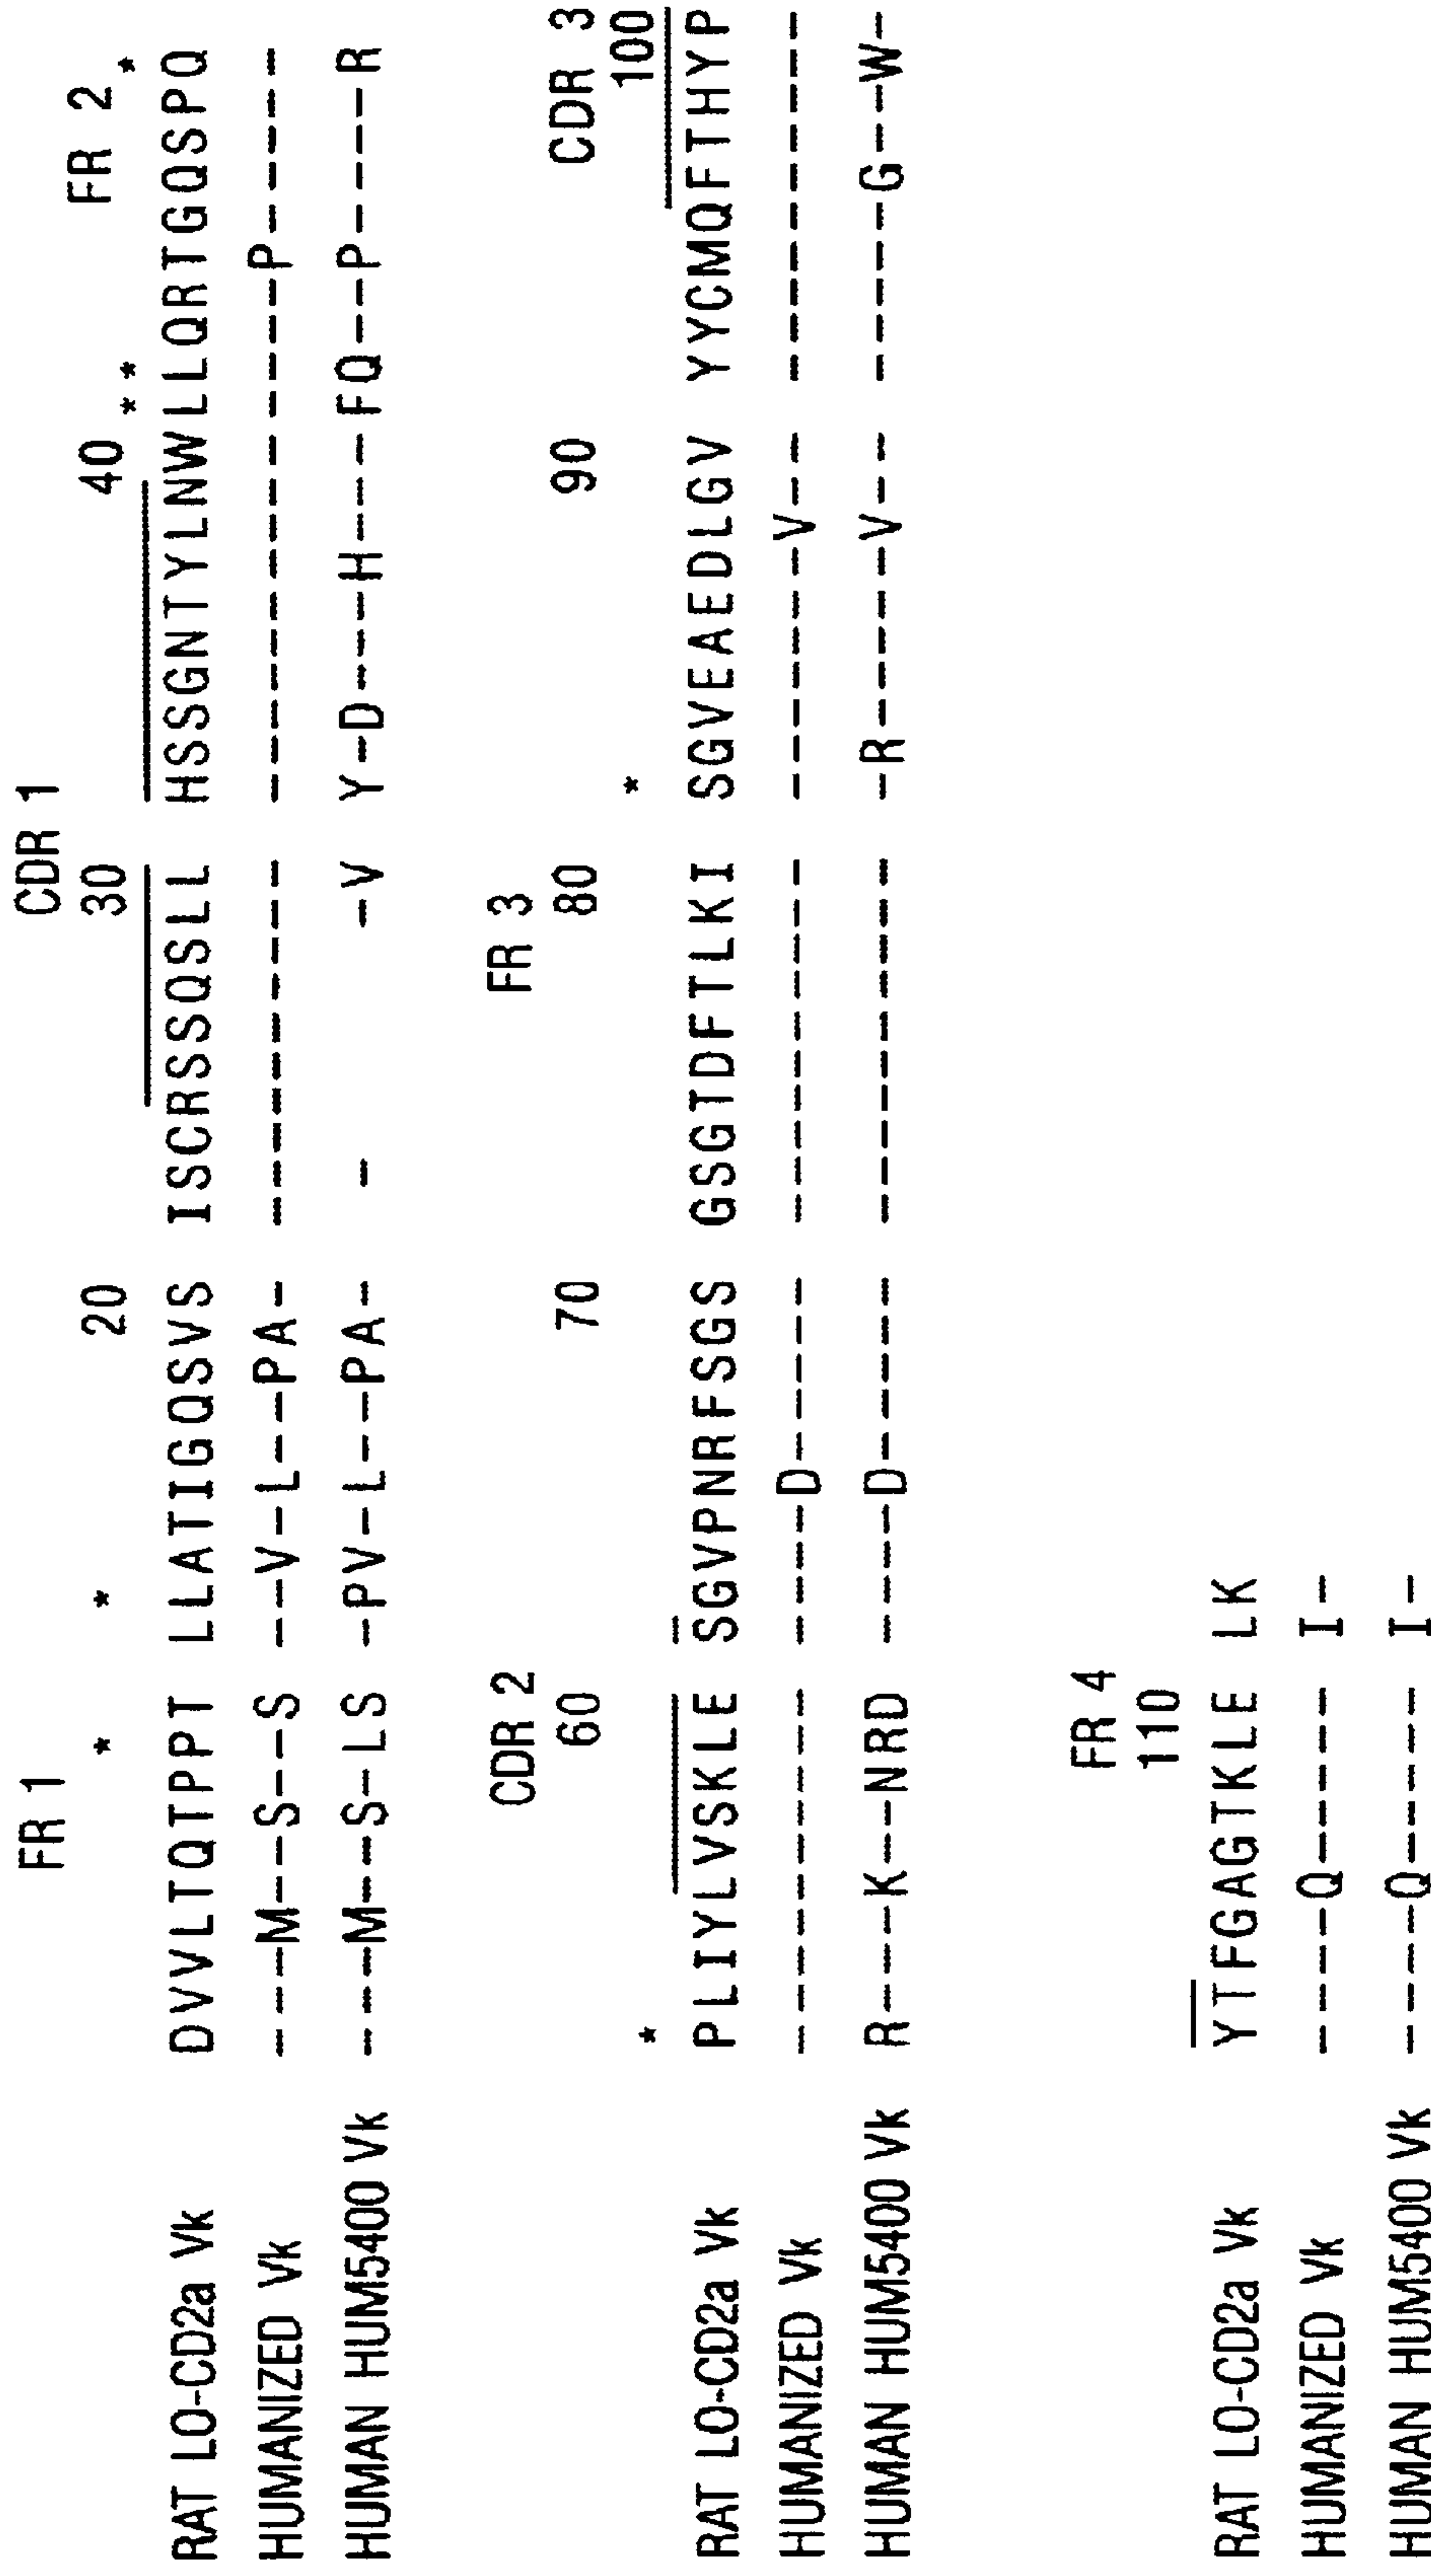 FR 1 CDR 1 FR 2
* * 20 30 40 ** *
RAT LO-CD2a Vk DVVLTQTPPT LLATIGQSVS ISCRSSQSLL HSSGNTYLNWLLQRTGQSPQ
HUMANIZED Vk ---M--S--S --V-L--PA- ---------- --------------P-----
HUMAN HUM5400 Vk ---M--S-LS -PV-L--PA- - -V Y-D---H---FQ--P----R
CDR 2 FR 3 CDR 3
* 60 70 80 * 90 100
RAT LO-CD2a Vk PLIYLVSKLE SGVPNRFSGS GSGTDFTLKI SGVEAEDLGV YYCMQFTHYP
HUMANIZED Vk ---------- ----D----- ---------- -------V-- ----------
HUMAN HUM5400 Vk R---K--NRD ----D----- ---------- -R-----V-- -----G--W-
FR 4
110
RAT LO-CD2a Vk YTFGAGTKLE LK
HUMANIZED Vk ----Q----- I-
HUMAN HUM5400 Vk ----Q----- I-